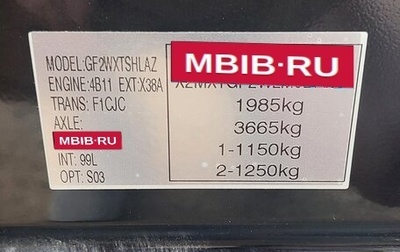 MODEL:GF2WXTSHLAZ
MBIB·RU
ENGINE:4B11 EXT:X38A
TRANS: F1CJC
1985kg
AXLE:
3665kg
MBIB·RU
1-1150kg
INT: 99L
2-1250kg
OPT: S03